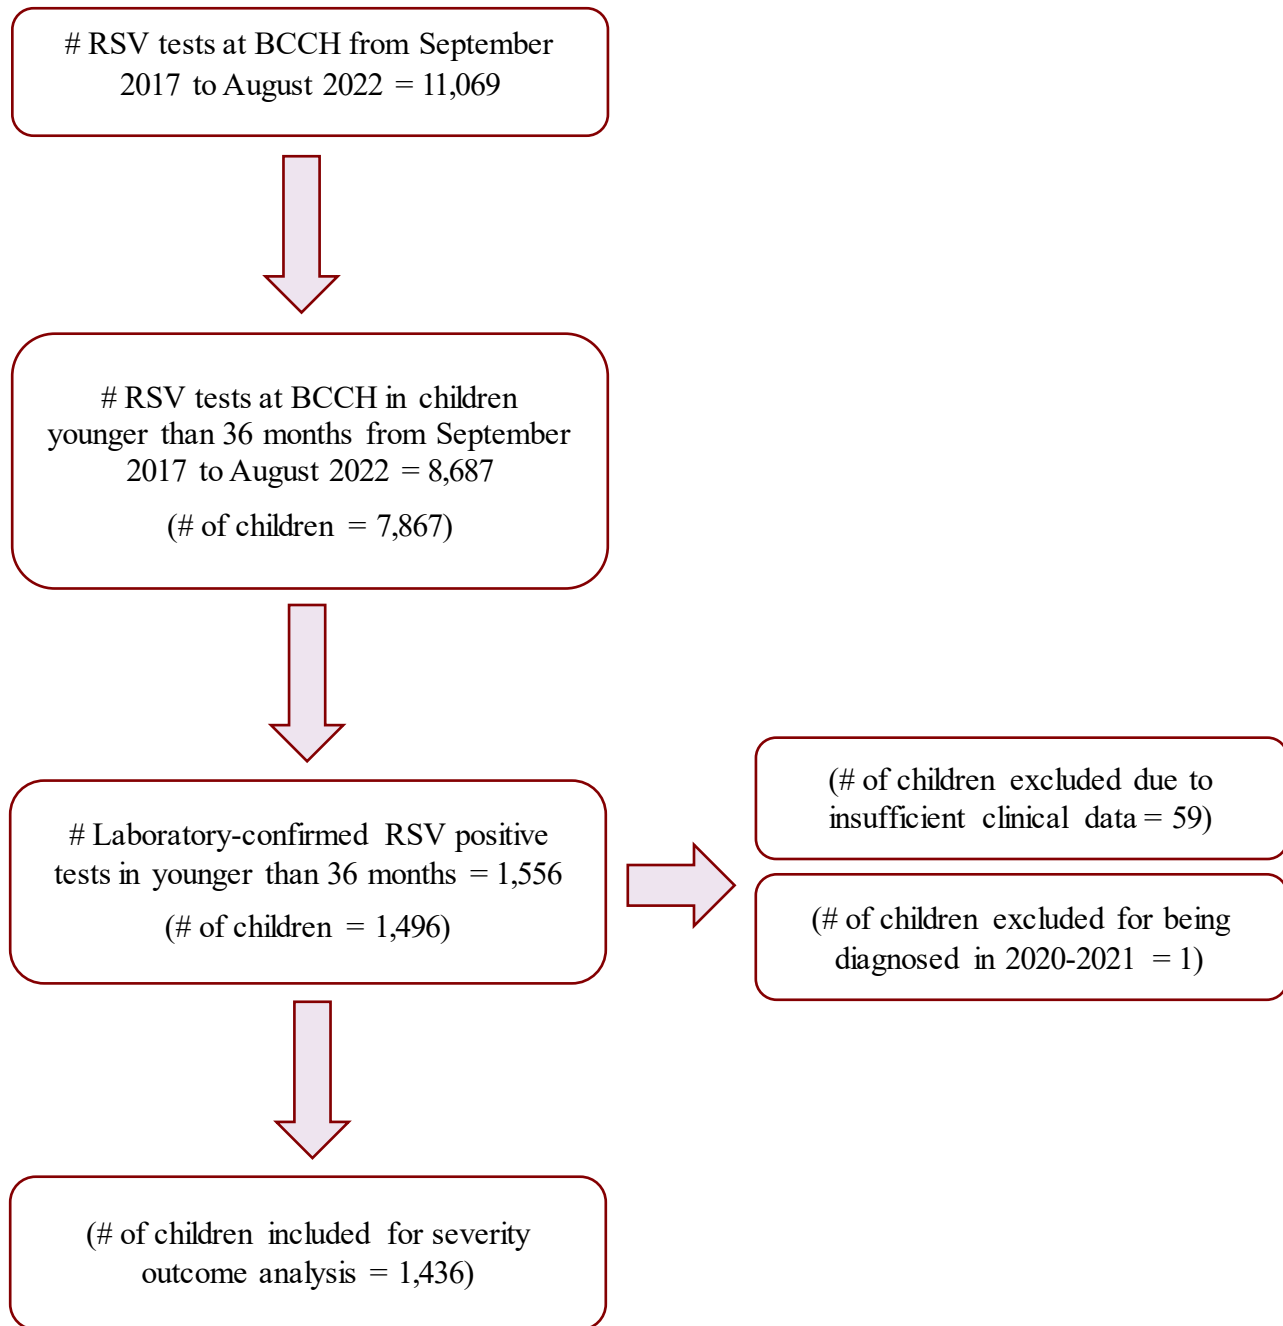 # RSV tests at BCCH from September
2017 to August 2022 = 11,069
# RSV tests at BCCH in children
younger than 36 months from September
2017 to August 2022 = 8,687
(# of children = 7,867)
# Laboratory-confirmed RSV positive
tests in younger than 36 months = 1,556
(# of children = 1,496)
(# of children excluded due to
insufficient clinical data = 59)
(# of children excluded for being
diagnosed in 2020-2021 = 1)
(# of children included for severity
outcome analysis = 1,436)